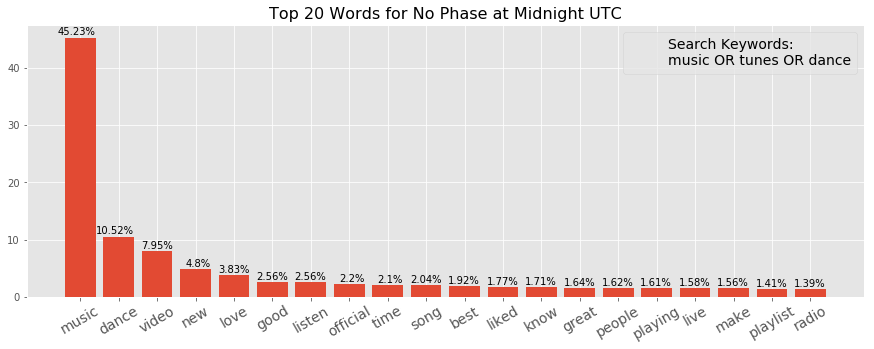 Top 20 Words for No Phase at Midnight UTC
Search Keywords:
music OR tunes OR dance
45.23%
10.52%
7.95%
4.8%
3.83%
2.56%
2.56%
2.2%
2.1%
2.04%
1.92%
1.77%
1.71%
1.64%
1.62%
1.61%
1.58%
1.56%
1.41%
1.39%
40
30
20
10
0
music
dance
video
new
love
good
listen
official
time
song
best
liked
know
great
people
playing
live
make
playlist
radio